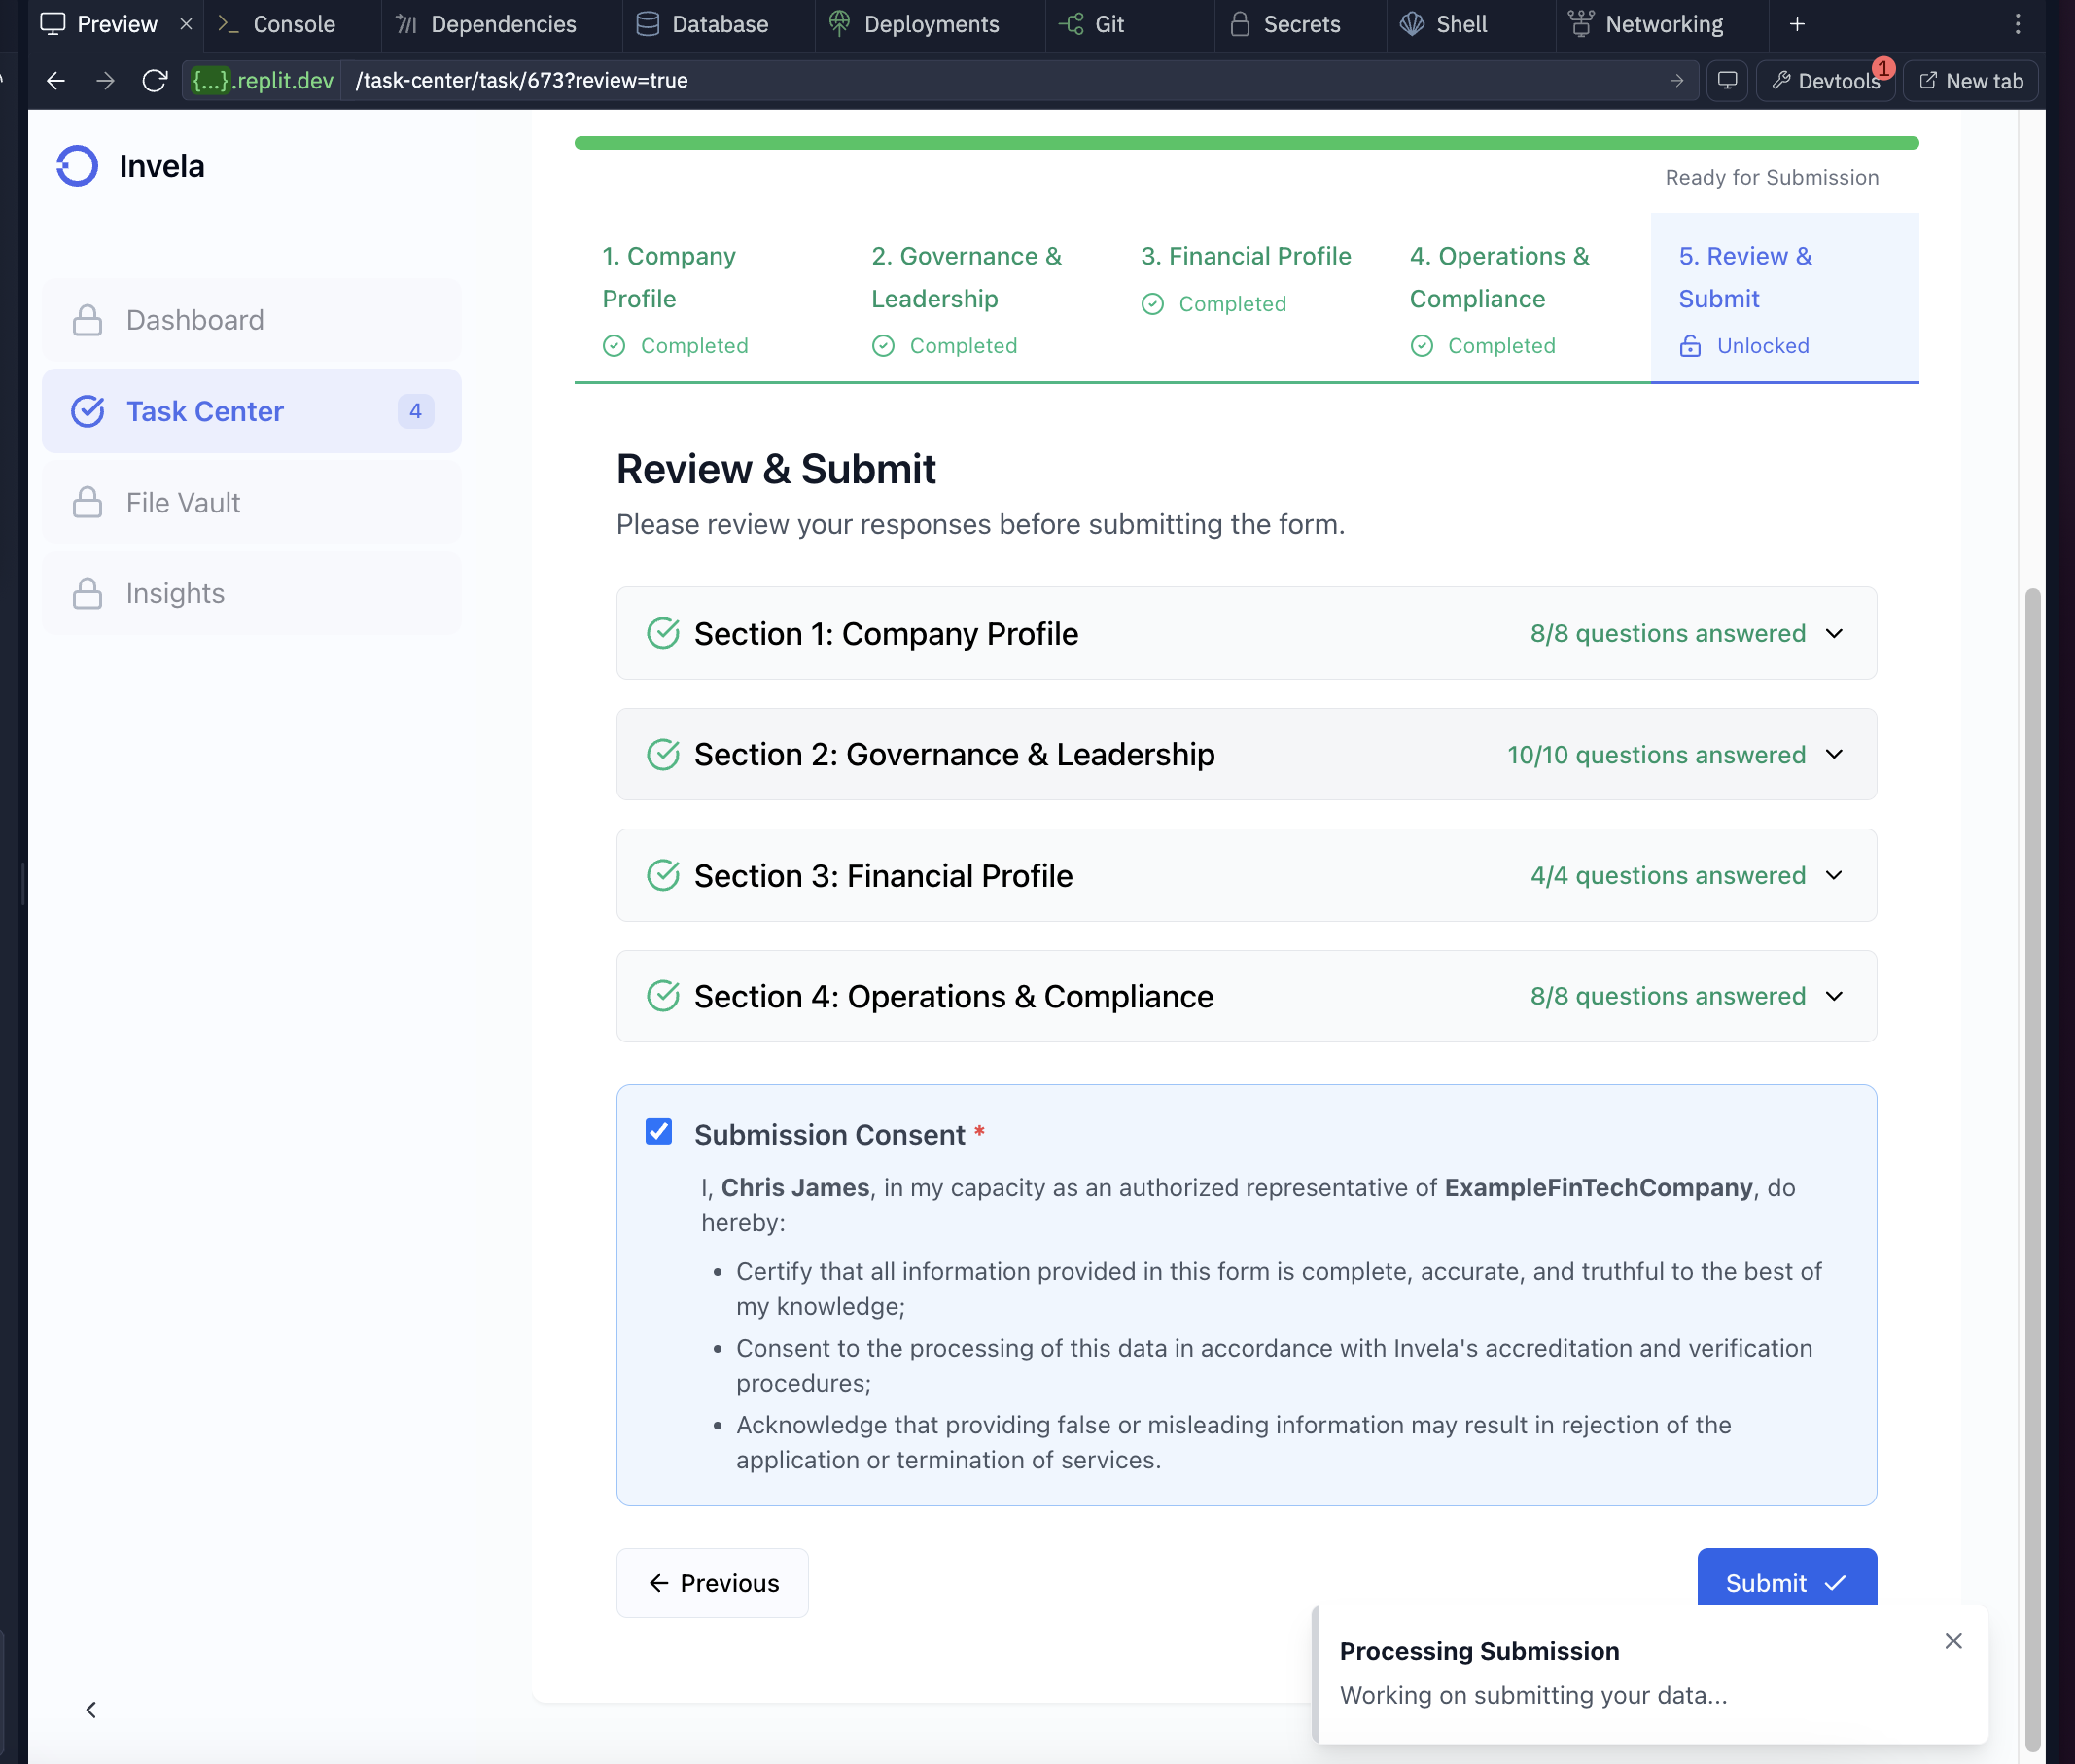 Preview
Console
Dependencies
Database
Deployments
Git
Secrets
Shell
Networking
{...}.replit.dev
/task-center/task/673?review=true
Devtools
1
New tab
Invela
Dashboard
Task Center
4
File Vault
Insights
Ready for Submission
1. Company
Profile
Completed
2. Governance &
Leadership
Completed
3. Financial Profile
Completed
4. Operations &
Compliance
Completed
5. Review &
Submit
Unlocked
Review & Submit
Please review your responses before submitting the form.
Section 1: Company Profile
8/8 questions answered
Section 2: Governance & Leadership
10/10 questions answered
Section 3: Financial Profile
4/4 questions answered
Section 4: Operations & Compliance
8/8 questions answered
Submission Consent *
I, Chris James, in my capacity as an authorized representative of ExampleFinTechCompany, do
hereby:
• Certify that all information provided in this form is complete, accurate, and truthful to the best of
my knowledge;
• Consent to the processing of this data in accordance with Invela's accreditation and verification
procedures;
• Acknowledge that providing false or misleading information may result in rejection of the
application or termination of services.
Previous
Submit
Processing Submission
Working on submitting your data...